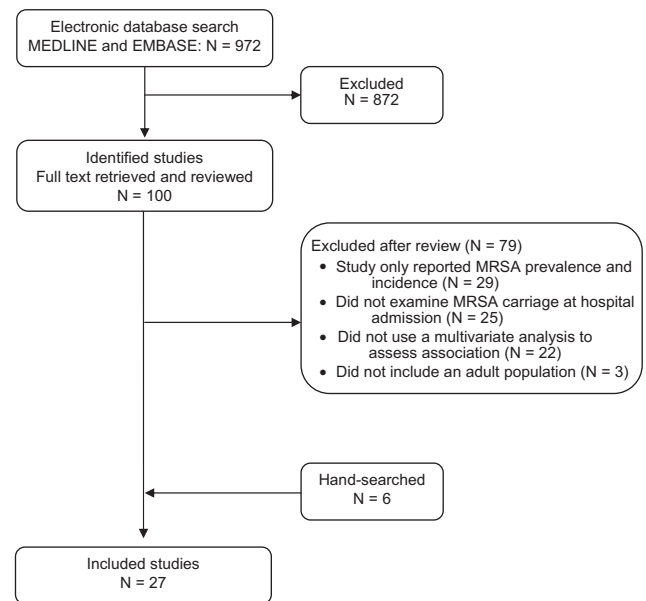 Electronic database search
MEDLINE and EMBASE: N = 972
Excluded
N = 872
Identified studies
Full text retrieved and reviewed
N = 100
Excluded after review (N = 79)
• Study only reported MRSA prevalence and
incidence (N = 29)
• Did not examine MRSA carriage at hospital
admission (N = 25)
• Did not use a multivariate analysis to
assess association (N = 22)
• Did not include an adult population (N = 3)
Hand-searched
N = 6
Included studies
N = 27